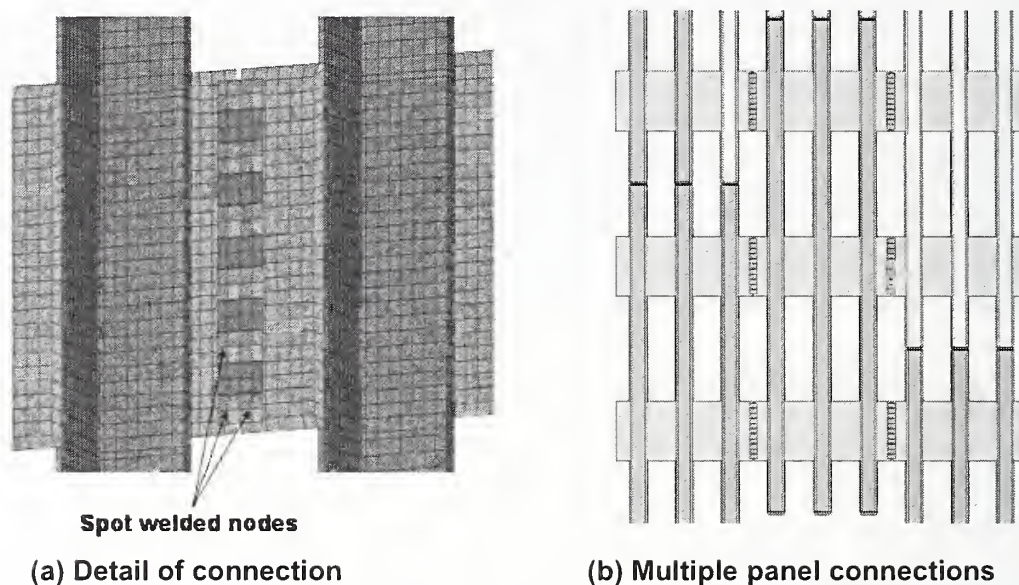 Spot welded nodes
(a) Detail of connection
(b) Multiple panel connections